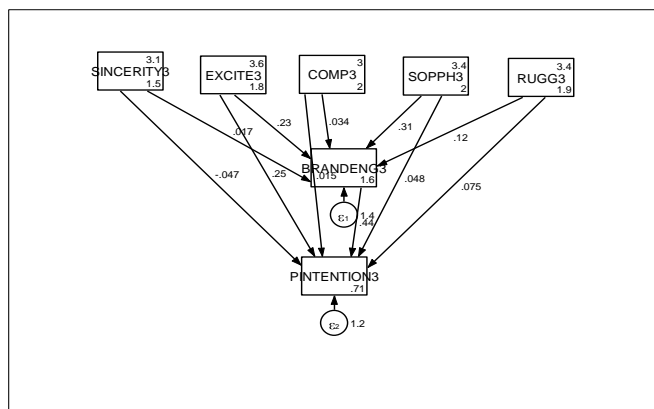 3.1
SINCERITY3
1.5
3.6
EXCITE3
1.8
3
COMP3
2
3.4
SOPPH3
2
3.4
RUGG3
1.9
.23
.034
.31
.017
.12
-.047
.25
.015
BRANDENG3
1.6
.048
.075
ε1
1.4
.44
PINTENTION3
.71
ε2
1.2